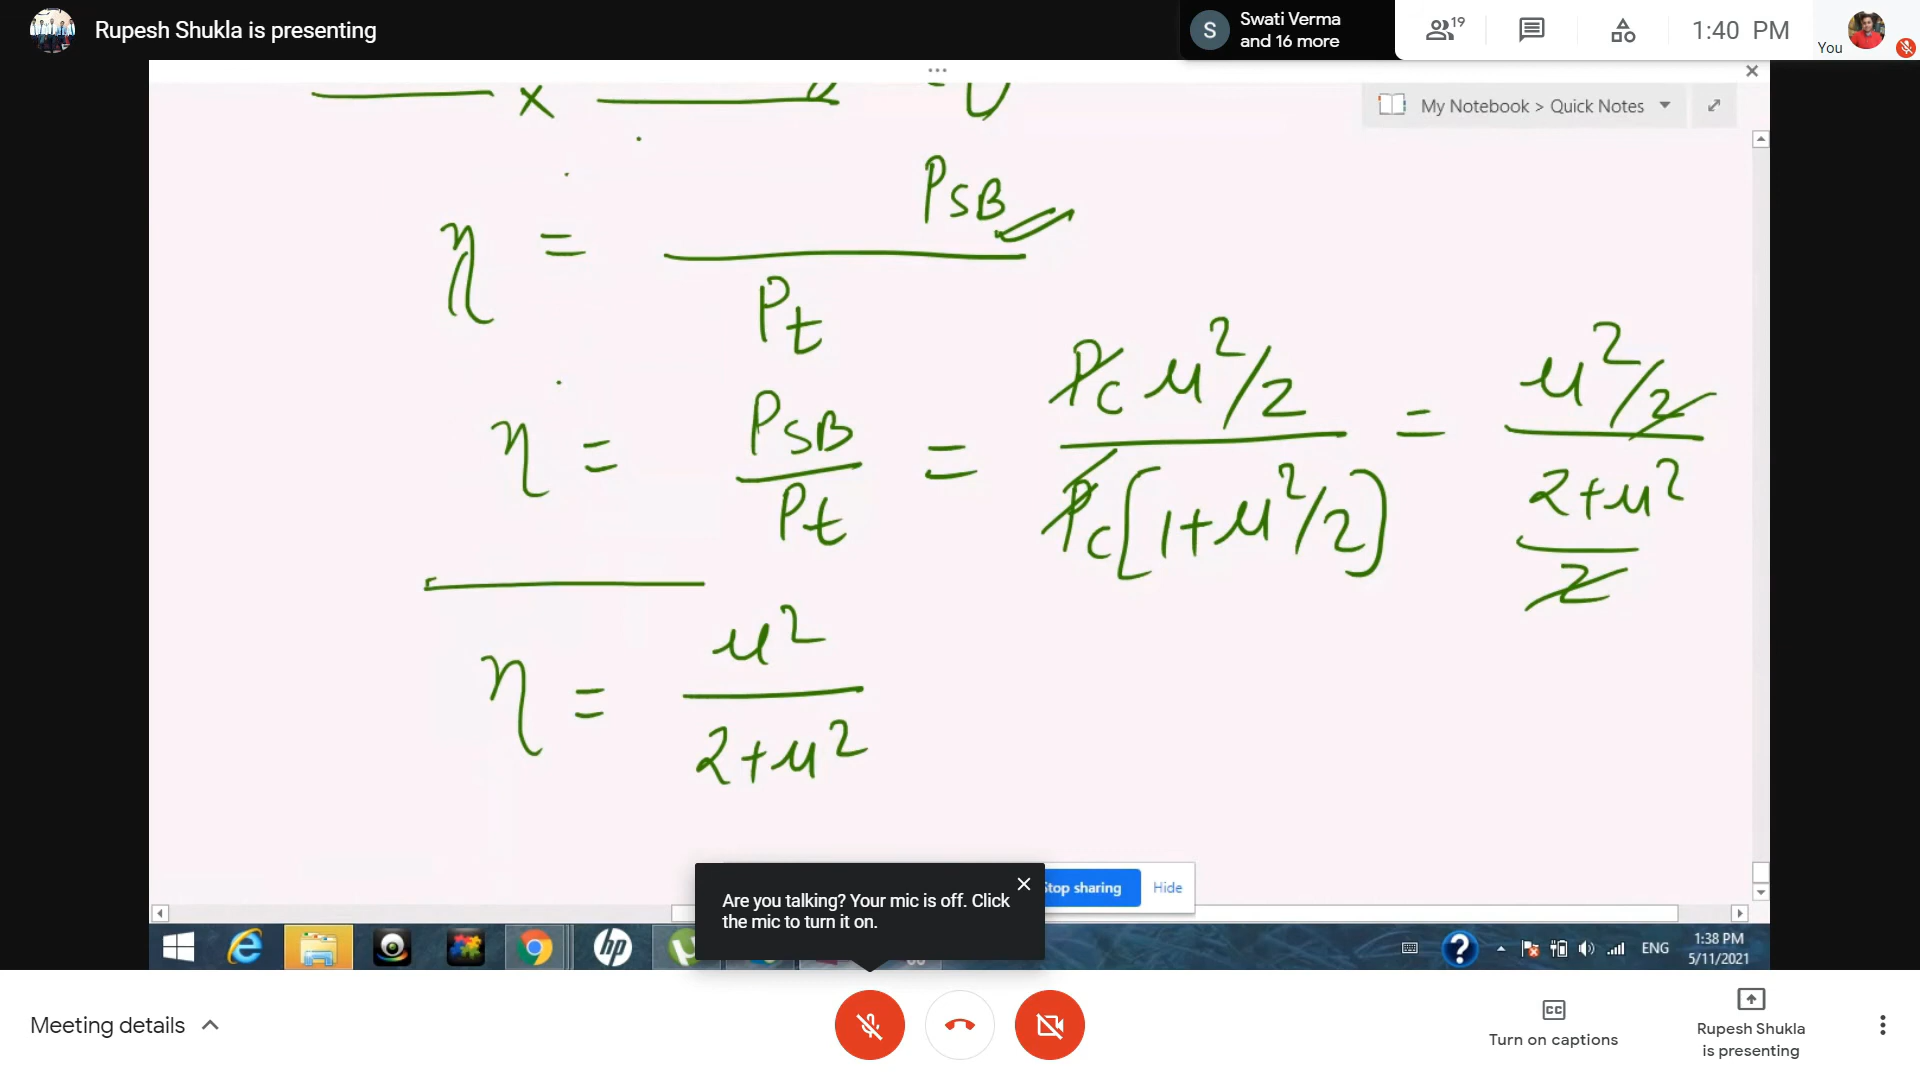 Rupesh Shukla is presenting
S
Swati Verma
and 16 more
19
1:40 PM
You
My Notebook > Quick Notes
×
η = PSB / Pt
η = PSB / Pt = Pc μ²/2 / Pc[1+μ²/2] = μ²/2 / 2+μ² / 2
η = μ² / 2+μ²
Are you talking? Your mic is off. Click
the mic to turn it on.
Stop sharing
Hide
hp
?
ENG
1:38 PM
5/11/2021
Meeting details
CC
Turn on captions
Rupesh Shukla
is presenting